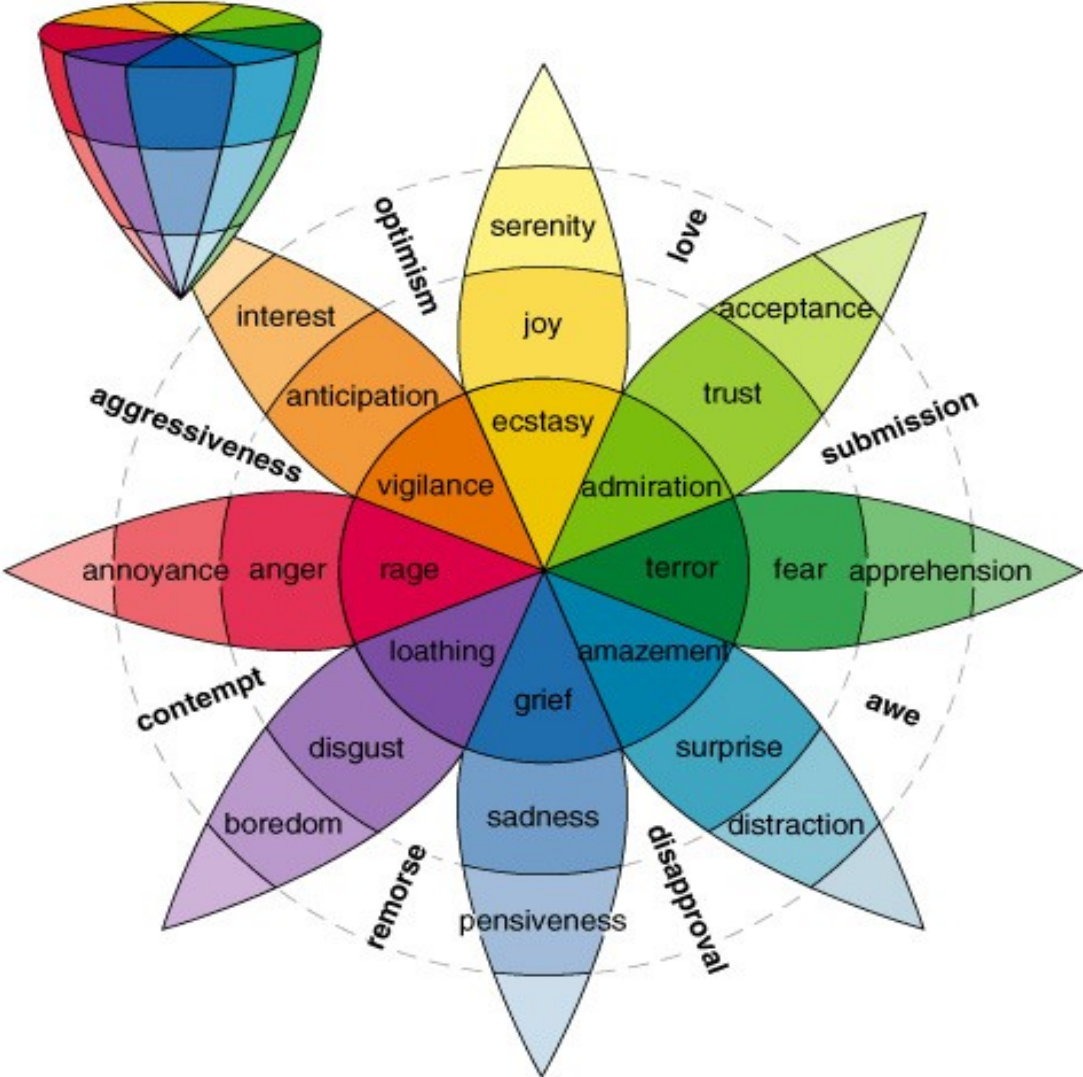 optimism
love
serenity
interest
acceptance
joy
anticipation
trust
aggressiveness
submission
ecstasy
vigilance
admiration
annoyance
anger
rage
terror
fear
apprehension
loathing
amazement
contempt
grief
awe
disgust
surprise
boredom
sadness
distraction
remorse
disapproval
pensiveness